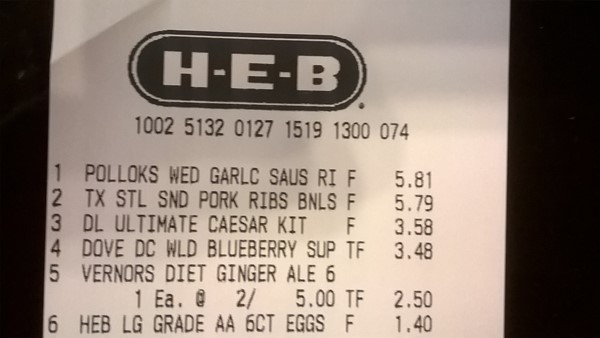 H-E-B
1002 5132 0127 1519 1300 074
1 POLLOKS WED GARLC SAUS RI F 5.81
2 TX STL SND PORK RIBS BNLS F 5.79
3 DL ULTIMATE CAESAR KIT F 3.58
4 DOVE DC WLD BLUEBERRY SUP TF 3.48
5 VERNORS DIET GINGER ALE 6
1 Ea. @ 2/ 5.00 TF 2.50
6 HEB LG GRADE AA 6CT EGGS F 1.40